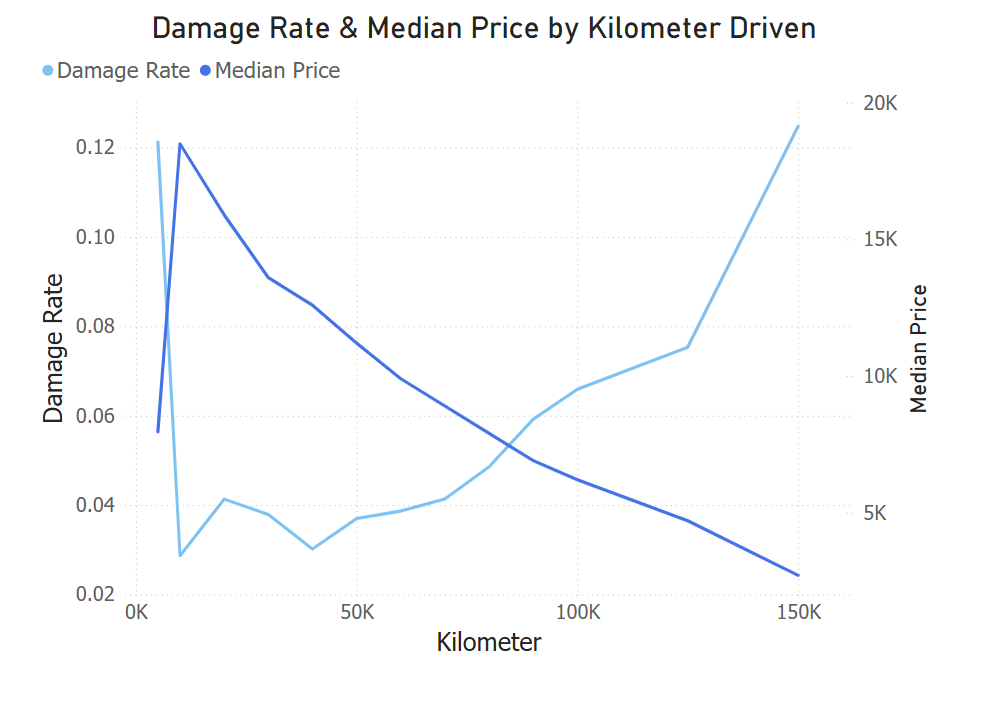 Damage Rate & Median Price by Kilometer Driven
Damage Rate Median Price
20K
0.12
0.10
15K
0.08
10K
0.06
0.04
5K
0.02
0K 50K 100K 150K
Damage Rate
Median Price
Kilometer